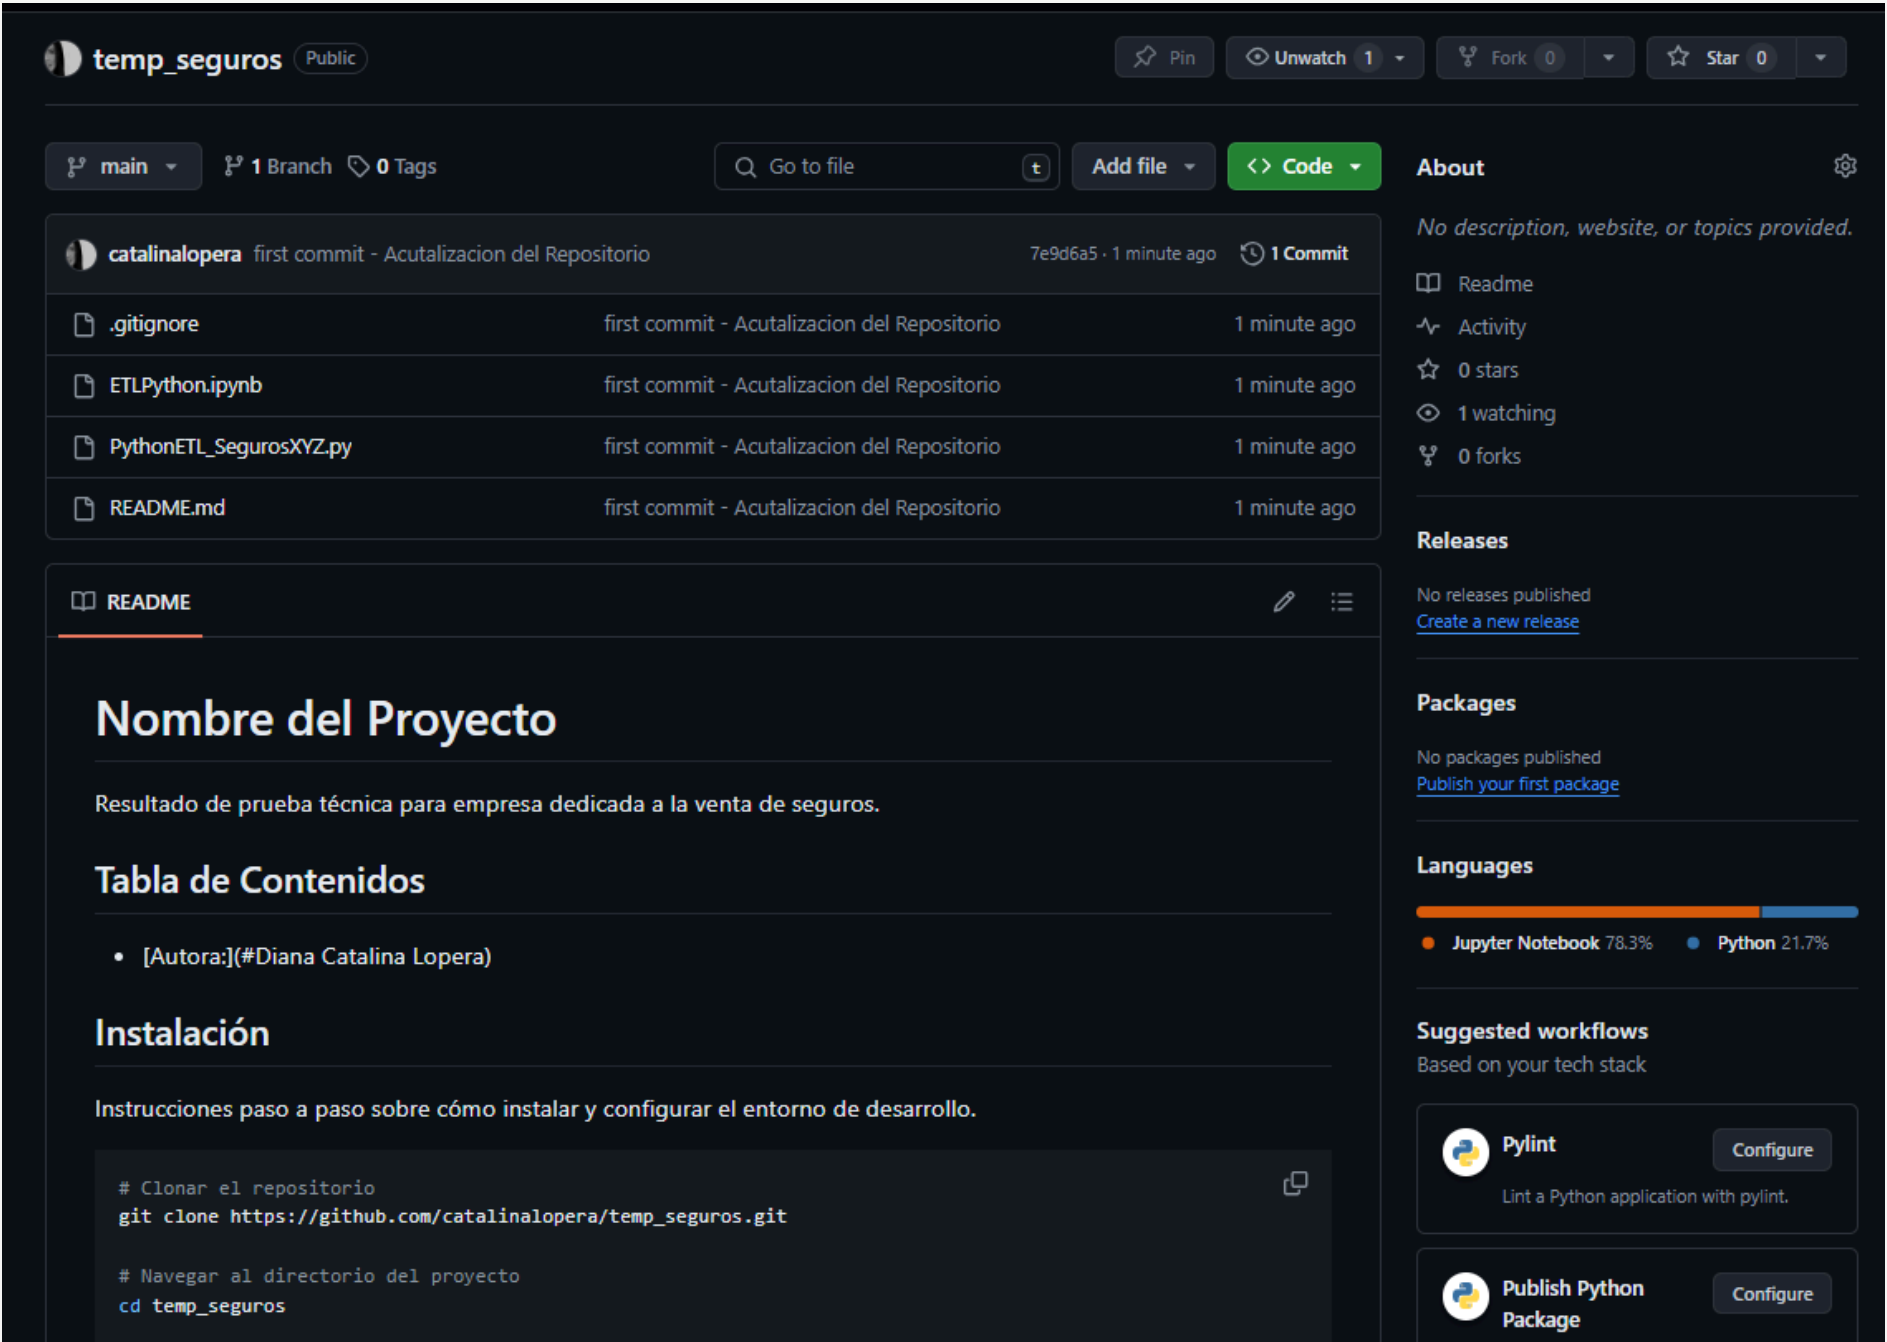 temp_seguros Public Pin Unwatch 1 Fork 0 Star 0
main 1 Branch 0 Tags Go to file t Add file Code
catalinalopera first commit - Acutalizacion del Repositorio 7e9d6a5 · 1 minute ago 1 Commit
.gitignore first commit - Acutalizacion del Repositorio 1 minute ago
ETLPython.ipynb first commit - Acutalizacion del Repositorio 1 minute ago
PythonETL_SegurosXYZ.py first commit - Acutalizacion del Repositorio 1 minute ago
README.md first commit - Acutalizacion del Repositorio 1 minute ago
README
Nombre del Proyecto
Resultado de prueba técnica para empresa dedicada a la venta de seguros.
Tabla de Contenidos
• [Autora:](#Diana Catalina Lopera)
Instalación
Instrucciones paso a paso sobre cómo instalar y configurar el entorno de desarrollo.
# Clonar el repositorio
git clone https://github.com/catalinalopera/temp_seguros.git
# Navegar al directorio del proyecto
cd temp_seguros
About
No description, website, or topics provided.
Readme
Activity
0 stars
1 watching
0 forks
Releases
No releases published
Create a new release
Packages
No packages published
Publish your first package
Languages
Jupyter Notebook 78.3% Python 21.7%
Suggested workflows
Based on your tech stack
Pylint Configure
Lint a Python application with pylint.
Publish Python Configure
Package